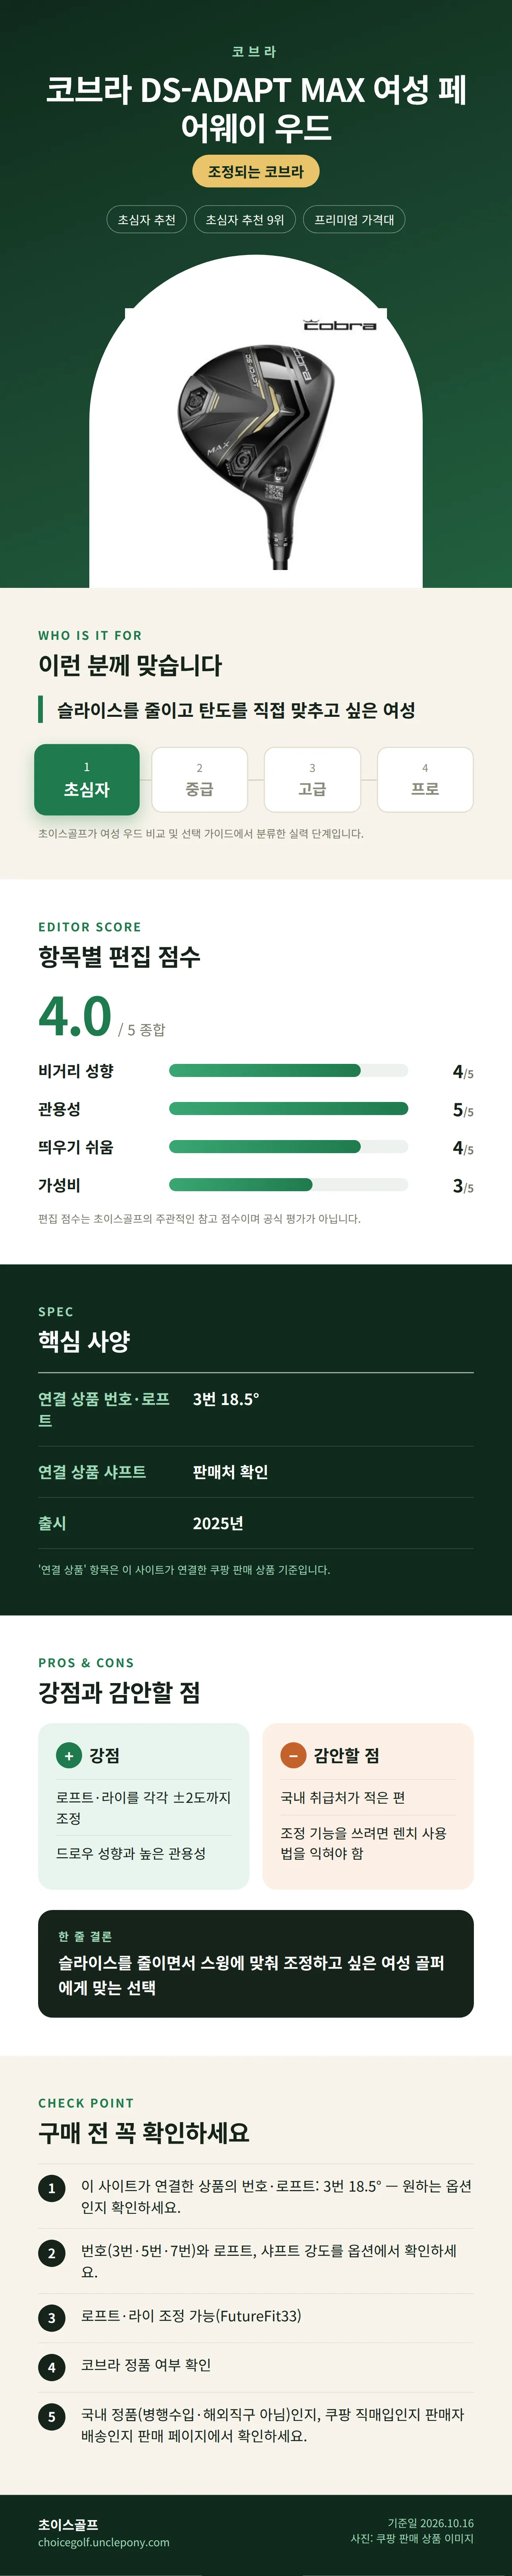 코브라
코브라 DS-ADAPT MAX 여성 페
어웨이 우드
조정되는 코브라
초심자 추천
초심자 추천 9위
프리미엄 가격대
cobra
cobra
DS-ADAPT
MAX
WHO IS IT FOR
이런 분께 맞습니다
슬라이스를 줄이고 탄도를 직접 맞추고 싶은 여성
1
초심자
2
중급
3
고급
4
프로
초이스골프가 여성 우드 비교 및 선택 가이드에서 분류한 실력 단계입니다.
EDITOR SCORE
항목별 편집 점수
4.0 / 5 종합
비거리 성향 4/5
관용성 5/5
띄우기 쉬움 4/5
가성비 3/5
편집 점수는 초이스골프의 주관적인 참고 점수이며 공식 평가가 아닙니다.
SPEC
핵심 사양
연결 상품 번호·로프
트
3번 18.5°
연결 상품 샤프트 판매처 확인
출시 2025년
'연결 상품' 항목은 이 사이트가 연결한 쿠팡 판매 상품 기준입니다.
PROS & CONS
강점과 감안할 점
+ 강점
로프트·라이를 각각 ±2도까지
조정
드로우 성향과 높은 관용성
− 감안할 점
국내 취급처가 적은 편
조정 기능을 쓰려면 렌치 사용
법을 익혀야 함
한 줄 결론
슬라이스를 줄이면서 스윙에 맞춰 조정하고 싶은 여성 골퍼
에게 맞는 선택
CHECK POINT
구매 전 꼭 확인하세요
1 이 사이트가 연결한 상품의 번호·로프트: 3번 18.5° — 원하는 옵션
인지 확인하세요.
2 번호(3번·5번·7번)와 로프트, 샤프트 강도를 옵션에서 확인하세
요.
3 로프트·라이 조정 가능(FutureFit33)
4 코브라 정품 여부 확인
5 국내 정품(병행수입·해외직구 아님)인지, 쿠팡 직매입인지 판매자
배송인지 판매 페이지에서 확인하세요.
초이스골프
choicegolf.unclepony.com
기준일 2026.10.16
사진: 쿠팡 판매 상품 이미지